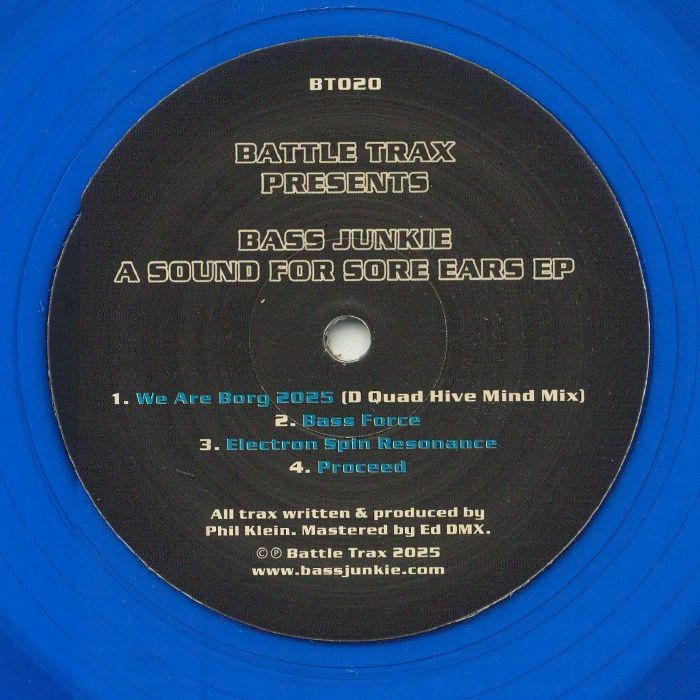 BT020
BATTLE TRAX
PRESENTS
BASS JUNKIE
A SOUND FOR SORE EARS EP
1. We Are Borg 2025 (D Quad Hive Mind Mix)
2. Bass Force
3. Electron Spin Resonance
4. Proceed
All trax written & produced by
Phil Klein. Mastered by Ed DMX.
©℗ Battle Trax 2025
www.bassjunkie.com